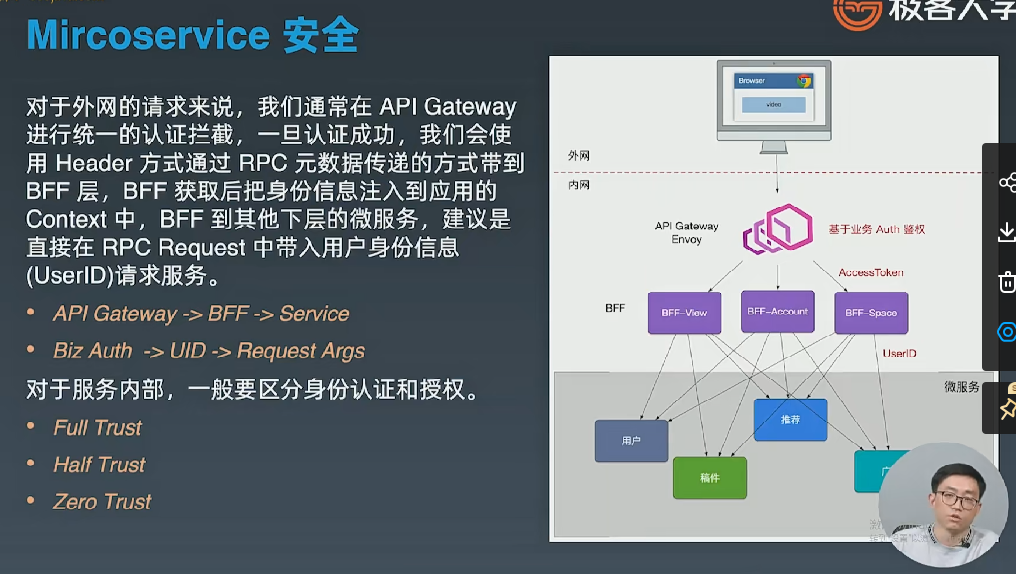 极客大学
Mircoservice 安全
对于外网的请求来说，我们通常在 API Gateway
进行统一的认证拦截，一旦认证成功，我们会使
用 Header 方式通过 RPC 元数据传递的方式带到
BFF 层，BFF 获取后把身份信息注入到应用的
Context 中，BFF 到其他下层的微服务，建议是
直接在 RPC Request 中带入用户身份信息
(UserID)请求服务。
• API Gateway -> BFF -> Service
• Biz Auth -> UID -> Request Args
对于服务内部，一般要区分身份认证和授权。
• Full Trust
• Half Trust
• Zero Trust
Browser
video
外网
内网
API Gateway
Envoy
基于业务 Auth 鉴权
AccessToken
BFF
BFF-View
BFF-Account
BFF-Space
UserID
微服务
用户
推荐
稿件